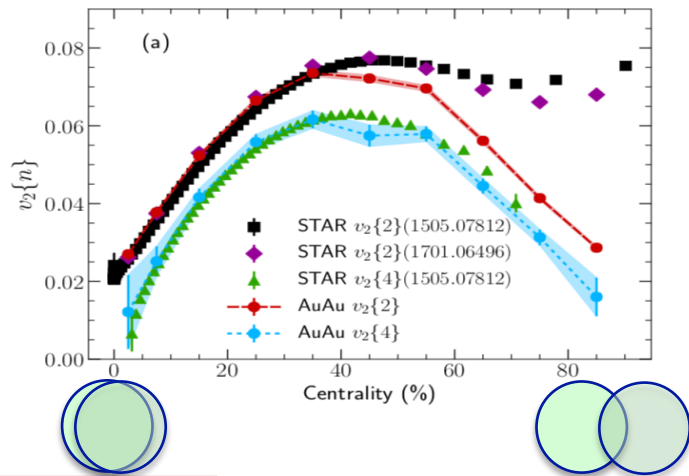 (a)
0.08
0.06
0.04
0.02
0.00
v₂{n}
STAR v₂{2}(1505.07812)
STAR v₂{2}(1701.06496)
STAR v₂{4}(1505.07812)
AuAu v₂{2}
AuAu v₂{4}
0 20 40 60 80
Centrality (%)